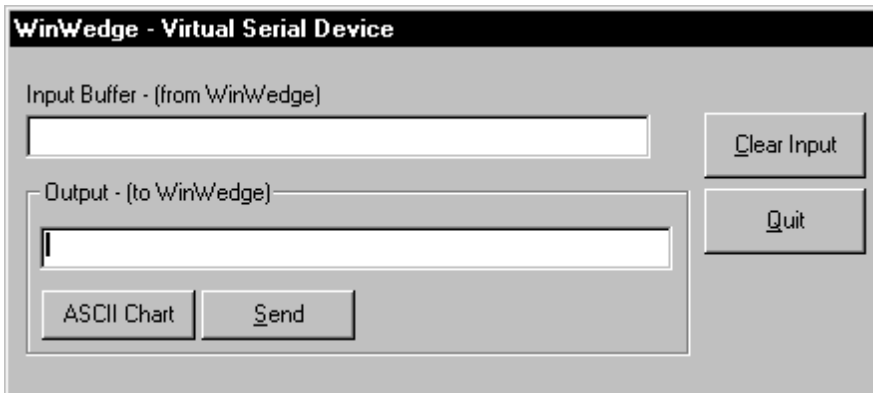 WinWedge - Virtual Serial Device
Input Buffer - (from WinWedge)
Clear Input
Output - (to WinWedge)
Quit
ASCII Chart
Send